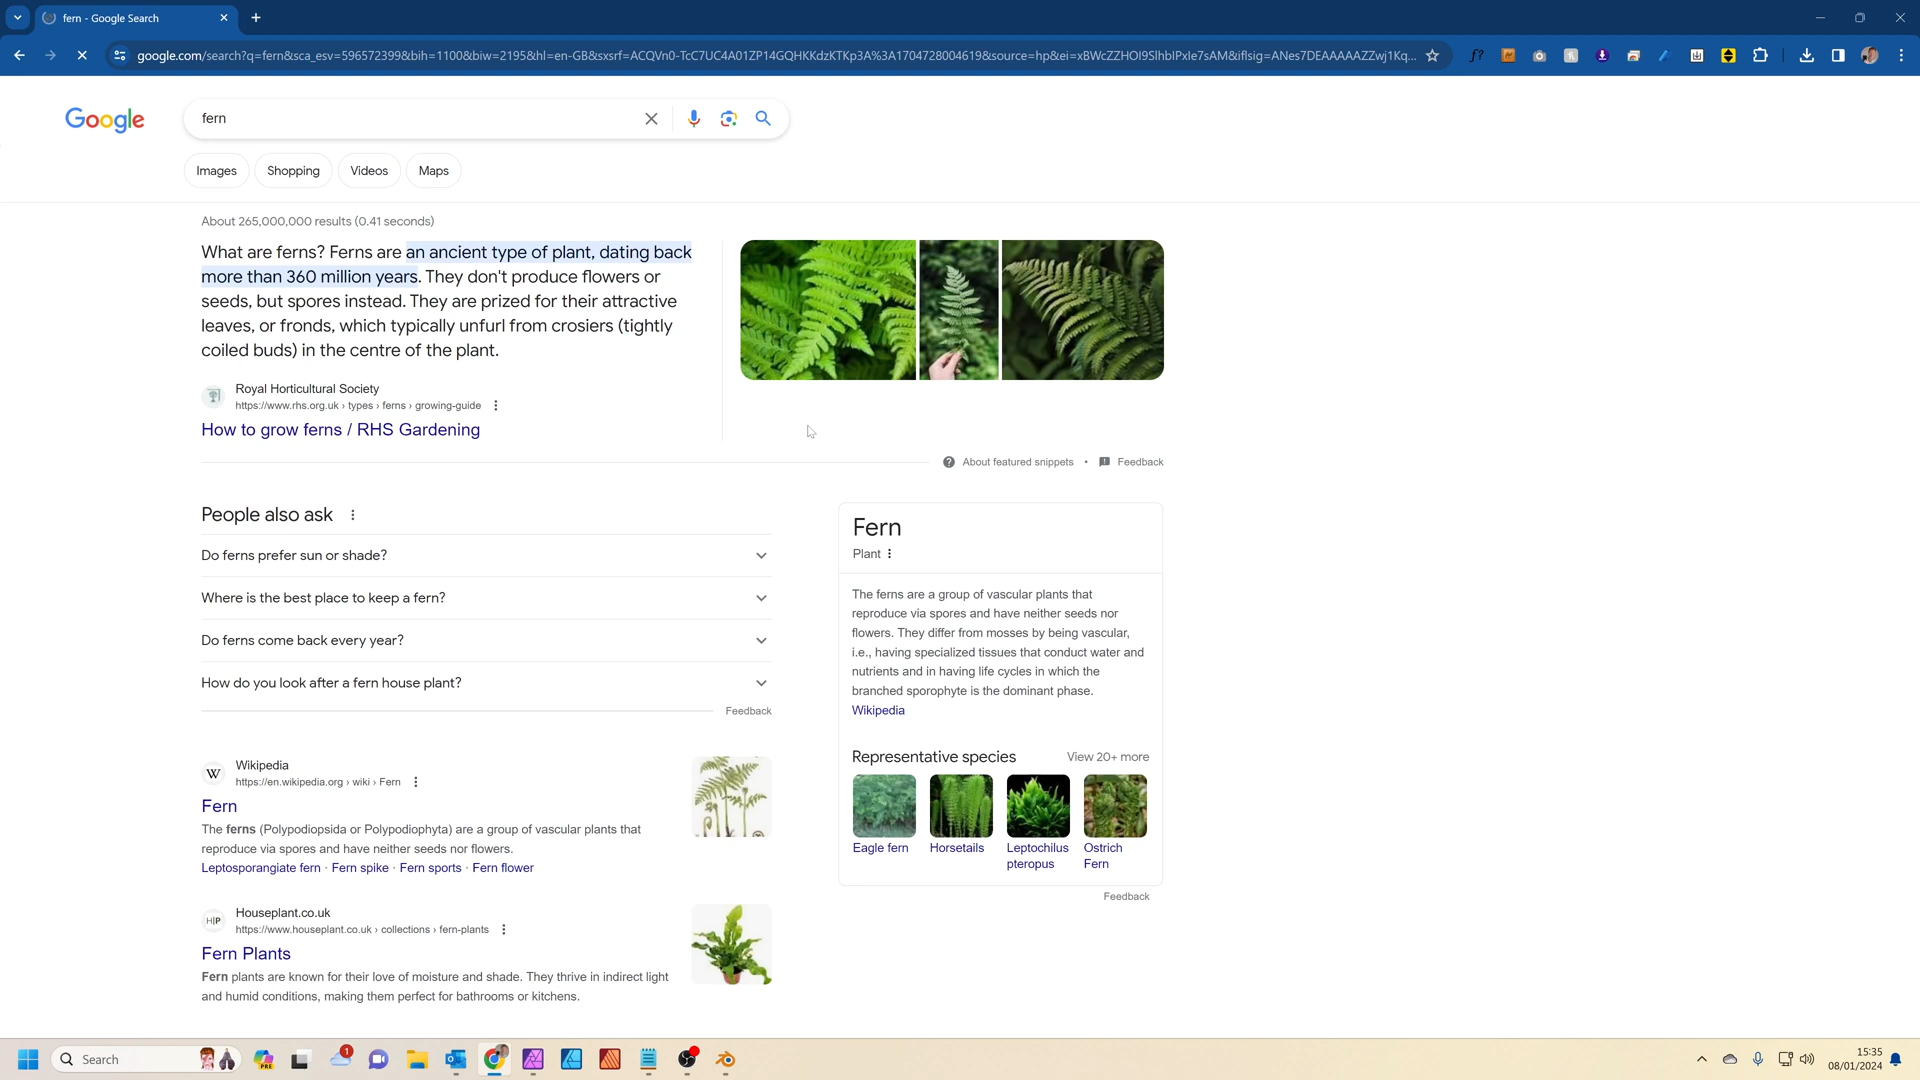 fern - Google Search
google.com/search?q=fern&sca_esv=596572399&bih=1100&biw=2195&hl=en-GB&sxsrf=ACQVn0-TcC7UC4A01ZP14GQHKKdzKTKp3A%3A1704728004619&source=hp&ei=xBWcZZHOI9SlhbIPxIe7sAM&iflsig=ANes7DEAAAAAZZwj1Kq...
Google
fern
Images
Shopping
Videos
Maps
About 265,000,000 results (0.41 seconds)
What are ferns? Ferns are an ancient type of plant, dating back
more than 360 million years. They don't produce flowers or
seeds, but spores instead. They are prized for their attractive
leaves, or fronds, which typically unfurl from crosiers (tightly
coiled buds) in the centre of the plant.
Royal Horticultural Society
https://www.rhs.org.uk › types › ferns › growing-guide
How to grow ferns / RHS Gardening
About featured snippets • Feedback
People also ask
Do ferns prefer sun or shade?
Where is the best place to keep a fern?
Do ferns come back every year?
How do you look after a fern house plant?
Feedback
W
Wikipedia
https://en.wikipedia.org › wiki › Fern
Fern
The ferns (Polypodiopsida or Polypodiophyta) are a group of vascular plants that
reproduce via spores and have neither seeds nor flowers.
Leptosporangiate fern · Fern spike · Fern sports · Fern flower
H|P
Houseplant.co.uk
https://www.houseplant.co.uk › collections › fern-plants
Fern Plants
Fern plants are known for their love of moisture and shade. They thrive in indirect light
and humid conditions, making them perfect for bathrooms or kitchens.
Fern
Plant
The ferns are a group of vascular plants that
reproduce via spores and have neither seeds nor
flowers. They differ from mosses by being vascular,
i.e., having specialized tissues that conduct water and
nutrients and in having life cycles in which the
branched sporophyte is the dominant phase.
Wikipedia
Representative species
View 20+ more
Eagle fern
Horsetails
Leptochilus
pteropus
Ostrich
Fern
Feedback
Search
PRE
1
15:35
08/01/2024